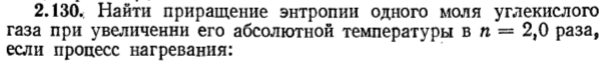 2.130. Найти приращение энтропии одного моля углекислого
газа при увеличении его абсолютной температуры в n = 2,0 раза,
если процесс нагревания: